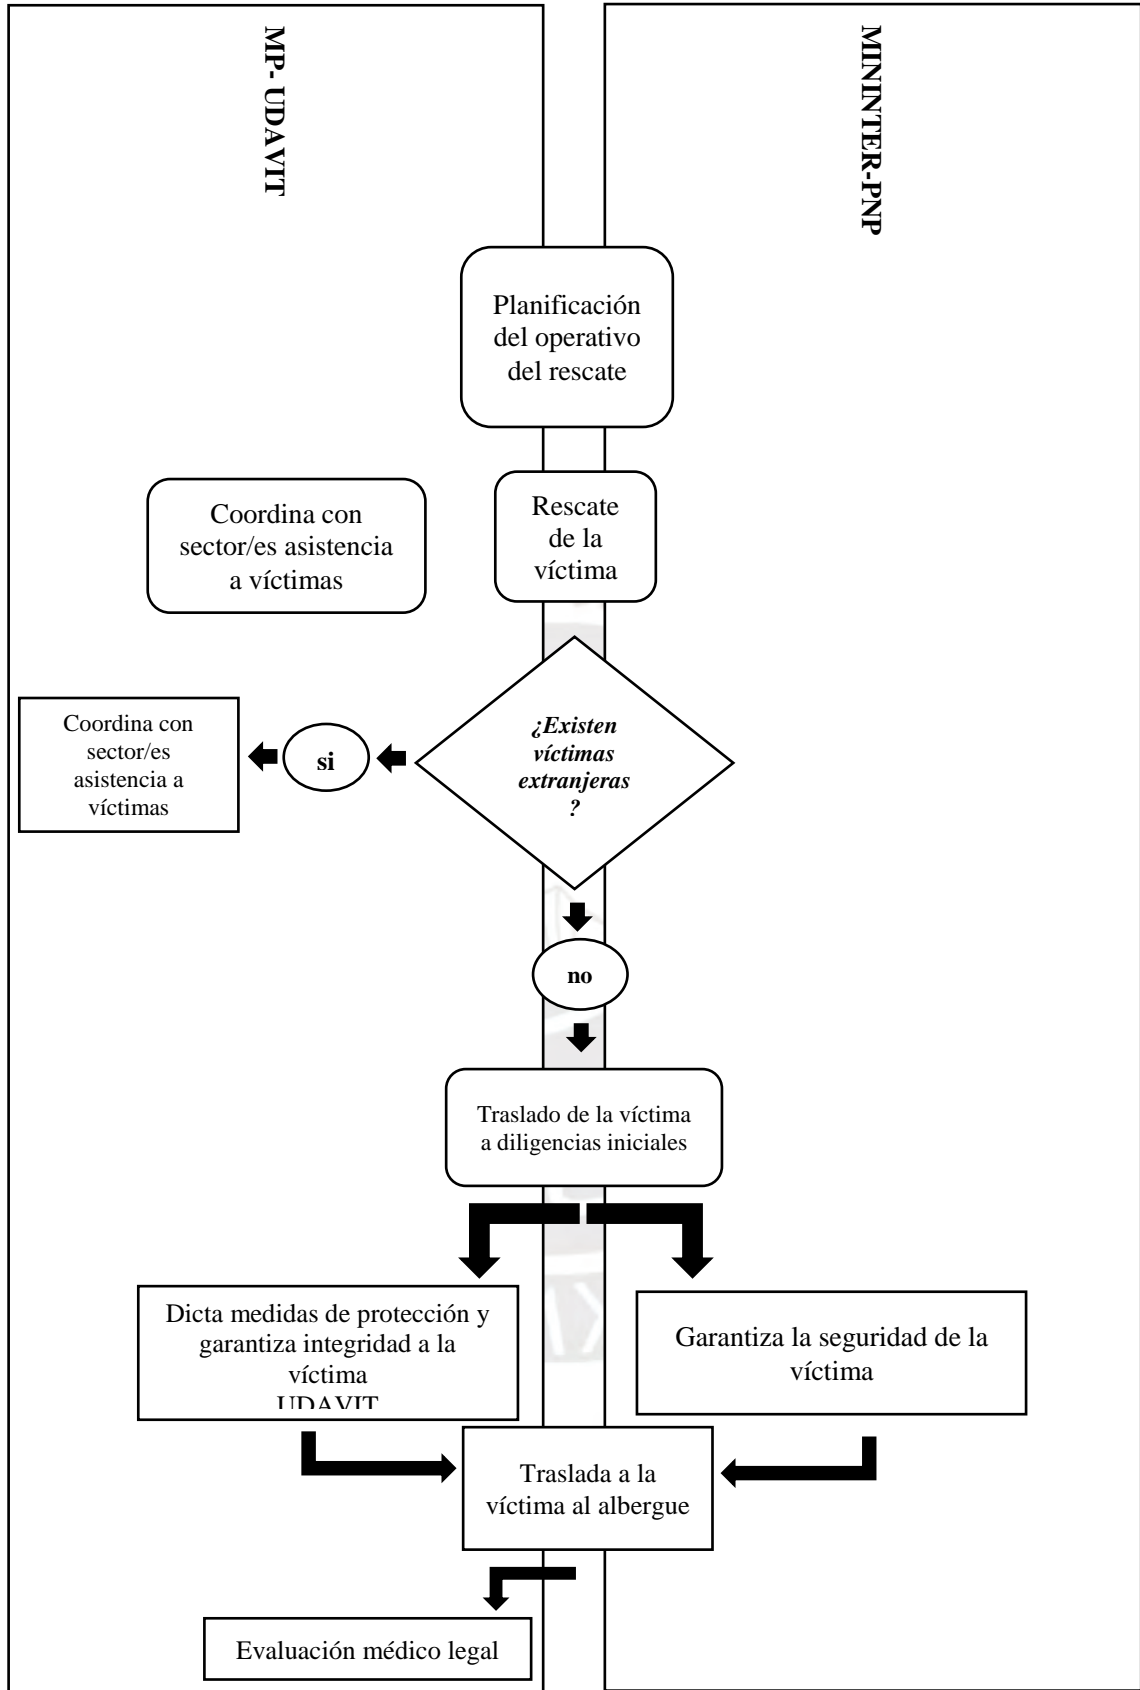 MP- UDAVIT
MININTER-PNP
Planificación
del operativo
del rescate
Coordina con
sector/es asistencia
a víctimas
Rescate
de la
víctima
¿Existen
víctimas
extranjeras
?
si
Coordina con
sector/es
asistencia a
víctimas
no
Traslado de la víctima
a diligencias iniciales
Dicta medidas de protección y
garantiza integridad a la
víctima
UDAVIT
Garantiza la seguridad de la
víctima
Traslada a la
víctima al albergue
Evaluación médico legal